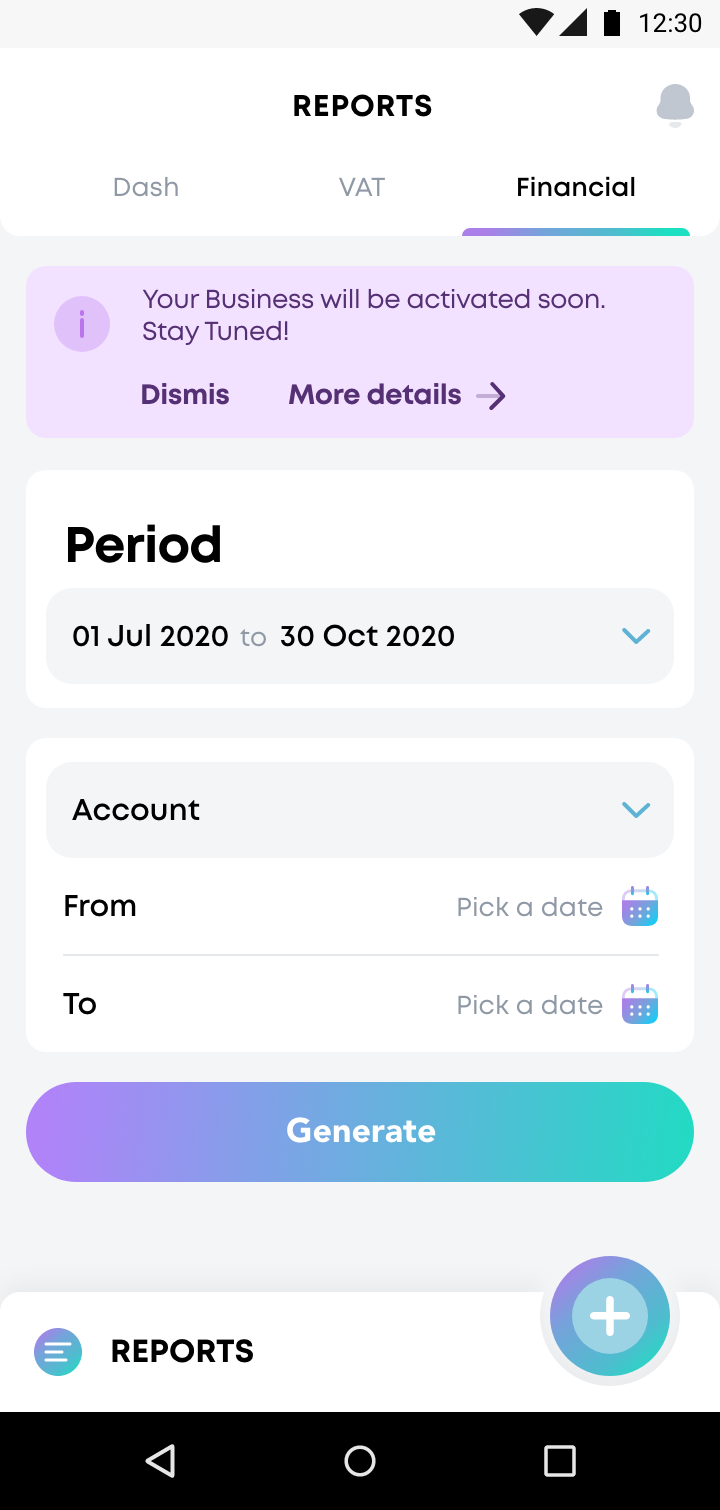 12:30
REPORTS
Dash VAT Financial
Your Business will be activated soon.
Stay Tuned!
Dismis More details
Period
01 Jul 2020 to 30 Oct 2020
Account
From Pick a date
To Pick a date
Generate
REPORTS